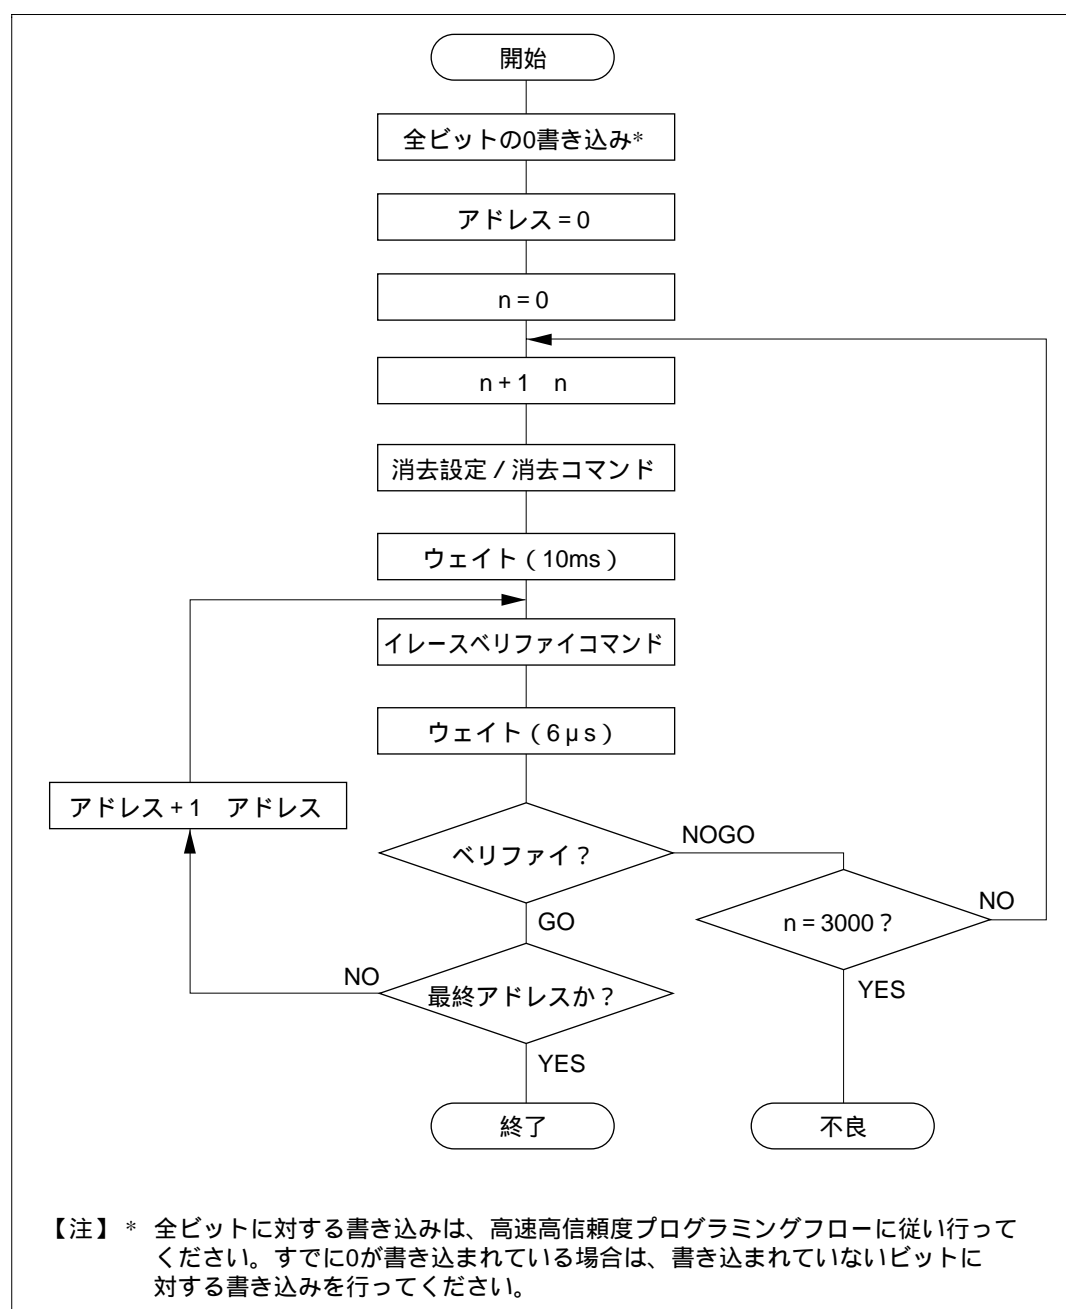 開始
全ビットの0書き込み*
アドレス = 0
n = 0
n + 1 n
消去設定 / 消去コマンド
ウェイト ( 10ms )
イレースベリファイコマンド
ウェイト ( 6 μ s )
アドレス + 1 アドレス
ベリファイ ?
NOGO
n = 3000 ?
NO
GO
NO
最終アドレスか ?
YES
YES
終了
不良
【注】 * 全ビットに対する書き込みは、高速高信頼度プログラミングフローに従い行って
ください。すでに0が書き込まれている場合は、書き込まれていないビットに
対する書き込みを行ってください。